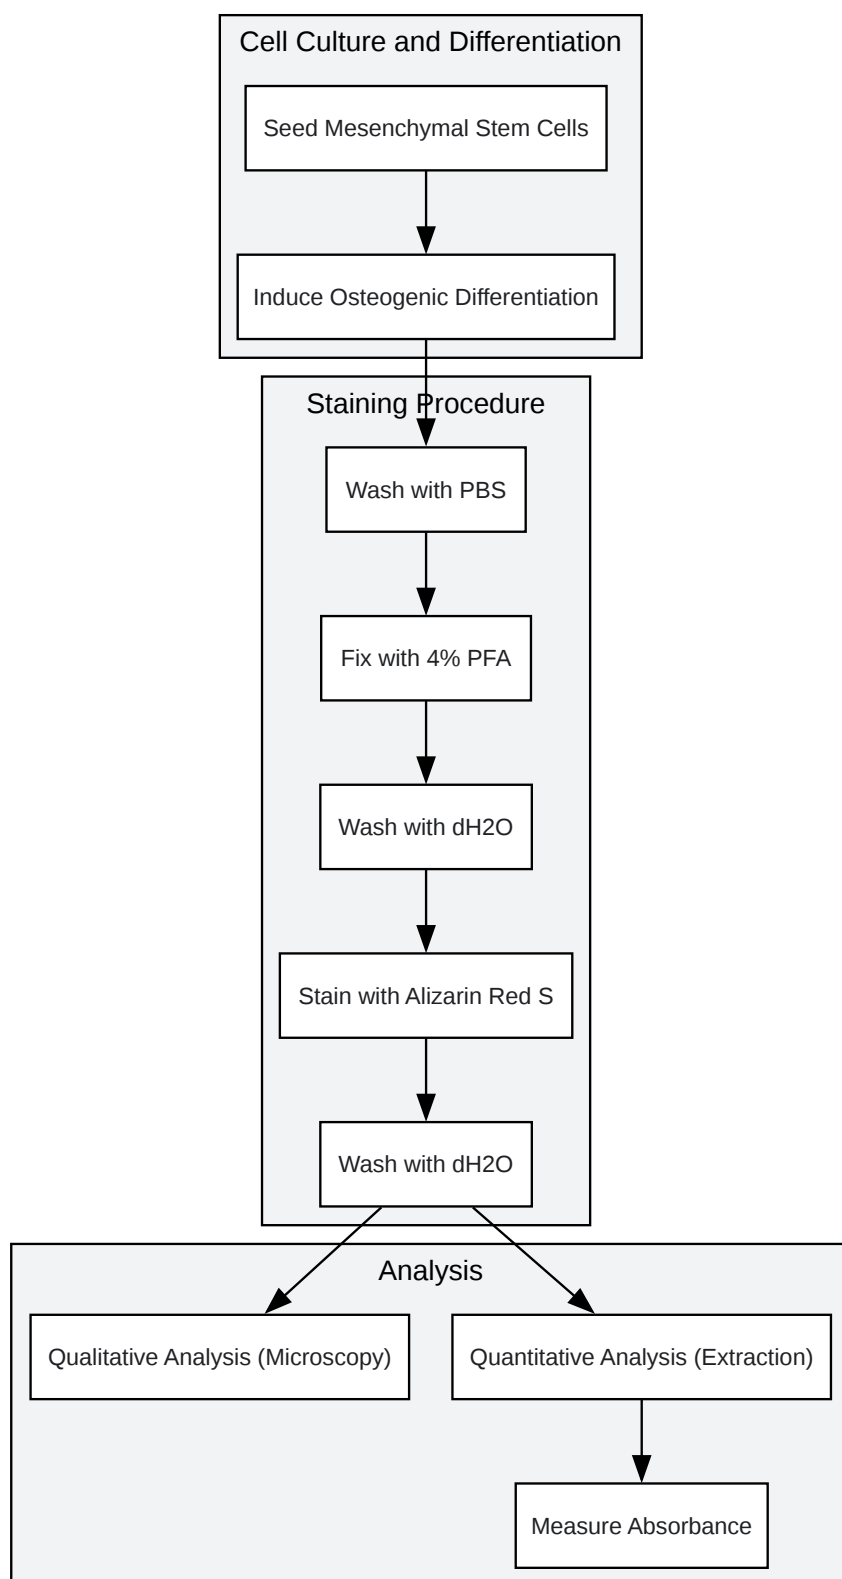 Cell Culture and Differentiation
Seed Mesenchymal Stem Cells
Induce Osteogenic Differentiation
Staining Procedure
Wash with PBS
Fix with 4% PFA
Wash with dH2O
Stain with Alizarin Red S
Wash with dH2O
Analysis
Qualitative Analysis (Microscopy)
Quantitative Analysis (Extraction)
Measure Absorbance